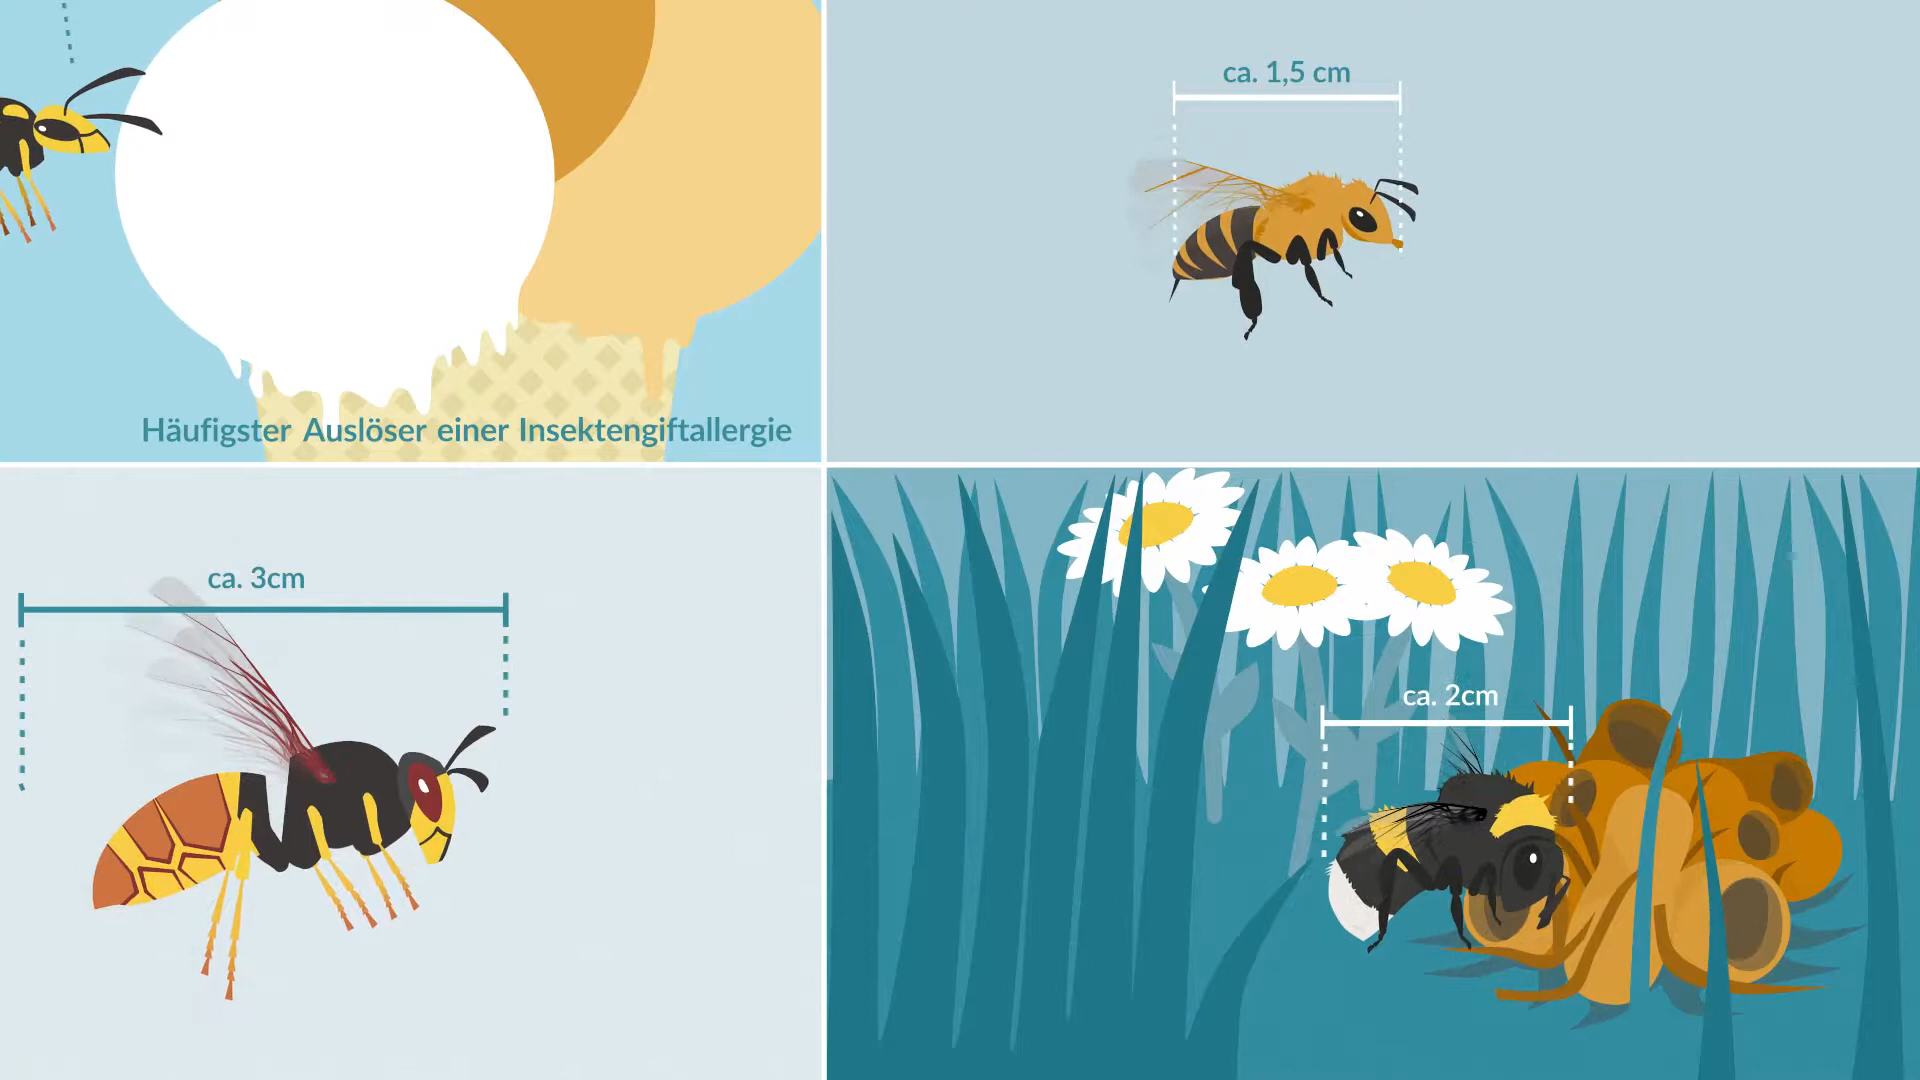 Häufigster Auslöser einer Insektengiftallergie
ca. 1,5 cm
ca. 3cm
ca. 2cm